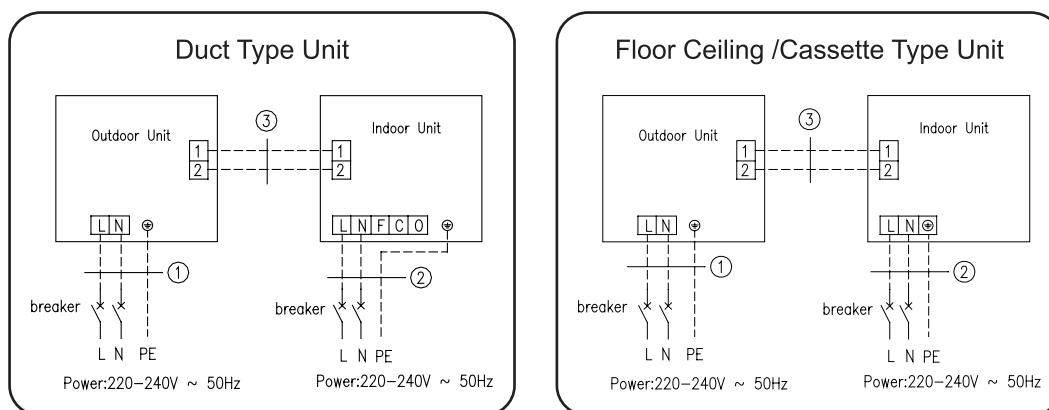 Duct Type Unit
Outdoor Unit
1
2
③
Indoor Unit
1
2
L N
L N F C O
①
②
breaker
breaker
L N PE
L N PE
Power:220-240V ~ 50Hz
Power:220-240V ~ 50Hz
Floor Ceiling /Cassette Type Unit
Outdoor Unit
1
2
③
Indoor Unit
1
2
L N
L N
①
②
breaker
breaker
L N PE
L N PE
Power:220-240V ~ 50Hz
Power:220-240V ~ 50Hz